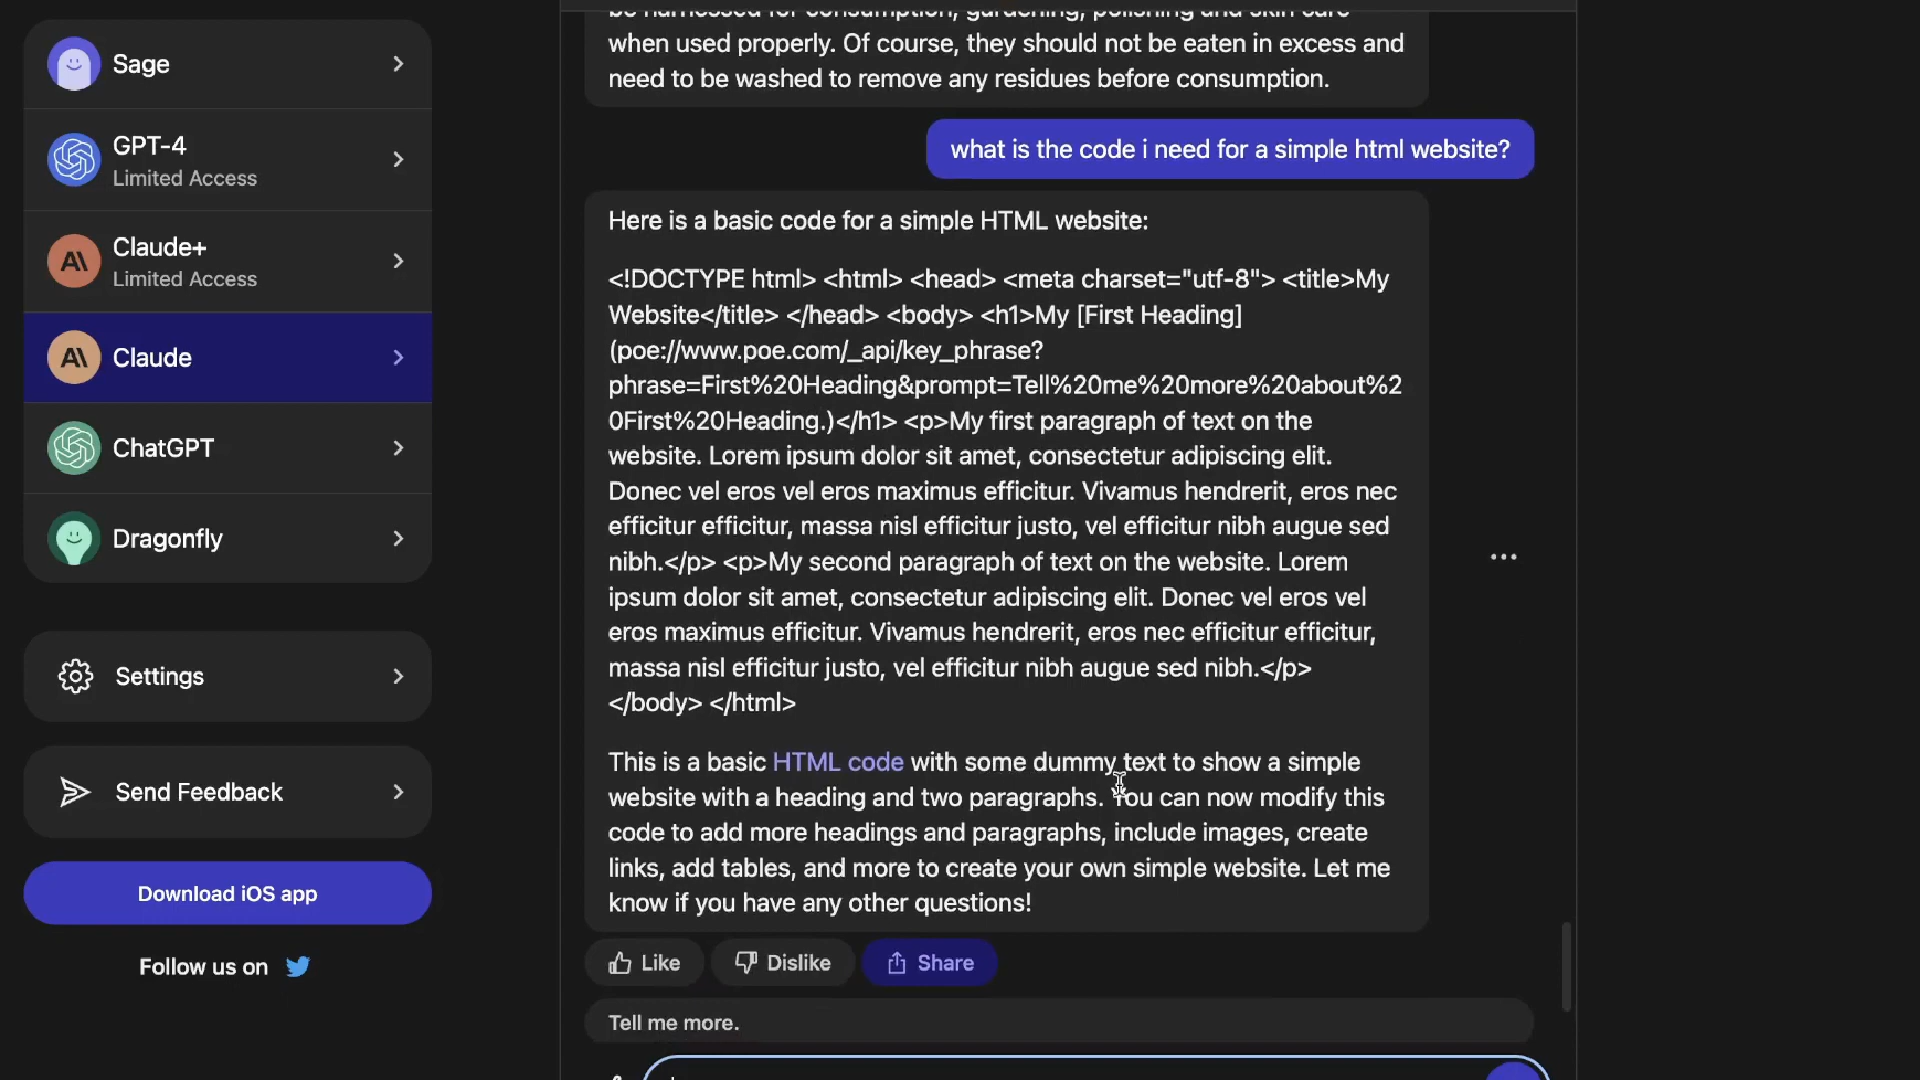 Sage
GPT-4
Limited Access
Claude+
Limited Access
Claude
ChatGPT
Dragonfly
Settings
Send Feedback
Download iOS app
Follow us on
be harnessed for consumption, gardening, polishing and skin care
when used properly. Of course, they should not be eaten in excess and
need to be washed to remove any residues before consumption.
what is the code i need for a simple html website?
Here is a basic code for a simple HTML website:
<!DOCTYPE html> <html> <head> <meta charset="utf-8"> <title>My
Website</title> </head> <body> <h1>My [First Heading]
(poe://www.poe.com/_api/key_phrase?
phrase=First%20Heading&prompt=Tell%20me%20more%20about%2
0First%20Heading.)</h1> <p>My first paragraph of text on the
website. Lorem ipsum dolor sit amet, consectetur adipiscing elit.
Donec vel eros vel eros maximus efficitur. Vivamus hendrerit, eros nec
efficitur efficitur, massa nisl efficitur justo, vel efficitur nibh augue sed
nibh.</p> <p>My second paragraph of text on the website. Lorem
ipsum dolor sit amet, consectetur adipiscing elit. Donec vel eros vel
eros maximus efficitur. Vivamus hendrerit, eros nec efficitur efficitur,
massa nisl efficitur justo, vel efficitur nibh augue sed nibh.</p>
</body> </html>
This is a basic HTML code with some dummy text to show a simple
website with a heading and two paragraphs. You can now modify this
code to add more headings and paragraphs, include images, create
links, add tables, and more to create your own simple website. Let me
know if you have any other questions!
Like
Dislike
Share
Tell me more.